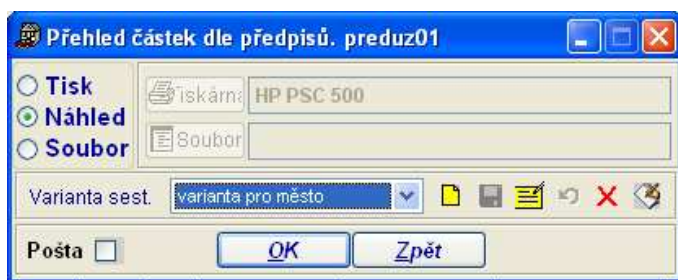 Přehled částek dle předpisů. preduz01
Tisk
Náhled
Soubor
Tiskárna HP PSC 500
Soubor
Varianta sest. varianta pro město
Pošta OK Zpět